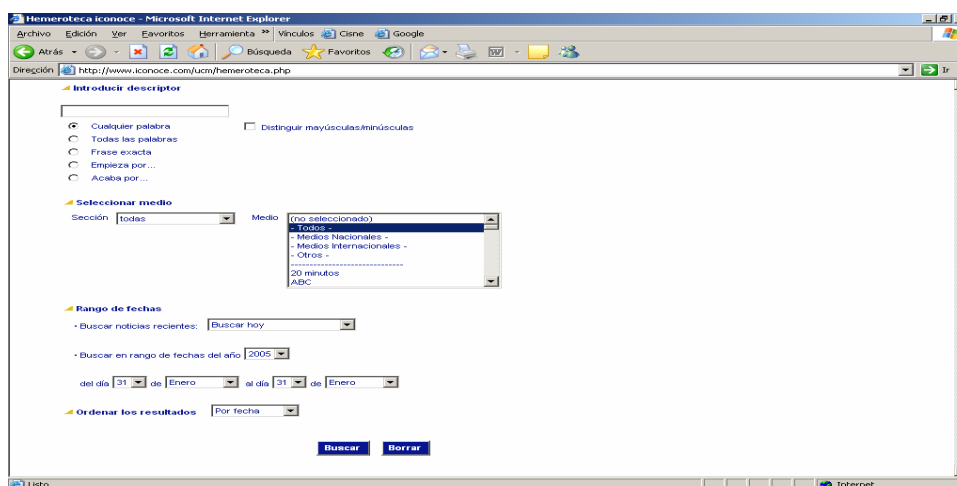 Hemeroteca iconoce - Microsoft Internet Explorer
Archivo Edición Ver Favoritos Herramienta » Vínculos Cisne Google
Atrás Búsqueda Favoritos
Dirección http://www.iconoce.com/ucm/hemeroteca.php Ir
Introducir descriptor
Cualquier palabra Distinguir mayúsculas/minúsculas
Todas las palabras
Frase exacta
Empieza por...
Acaba por...
Seleccionar medio
Sección todas Medio (no seleccionado)
- Todos -
- Medios Nacionales -
- Medios Internacionales -
- Otros -
------------------------------
20 minutos
ABC
Rango de fechas
· Buscar noticias recientes: Buscar hoy
· Buscar en rango de fechas del año 2005
del día 31 de Enero al día 31 de Enero
Ordenar los resultados Por fecha
Buscar Borrar
Listo Internet